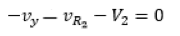 −v_y − v_{R_2} − V_2 = 0